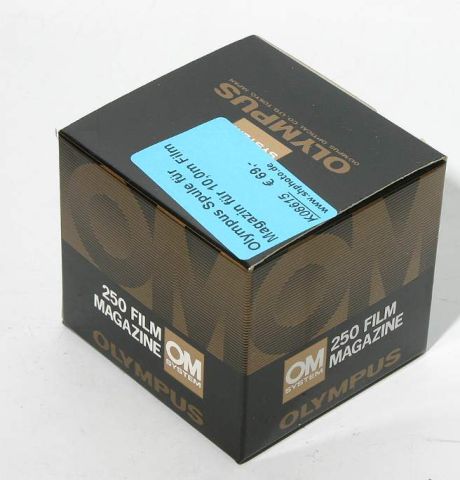 OLYMPUS
OLYMPUS OPTICAL CO., LTD. TOKYO, JAPAN
Olympus Spule für
Magazin für 10,0m Film
€ 69,-
K08615
www.shphoto.de
OM
250 FILM
MAGAZINE
OM
SYSTEM
OLYMPUS
OM
250 FILM
MAGAZINE
OM
SYSTEM
OLYMPUS